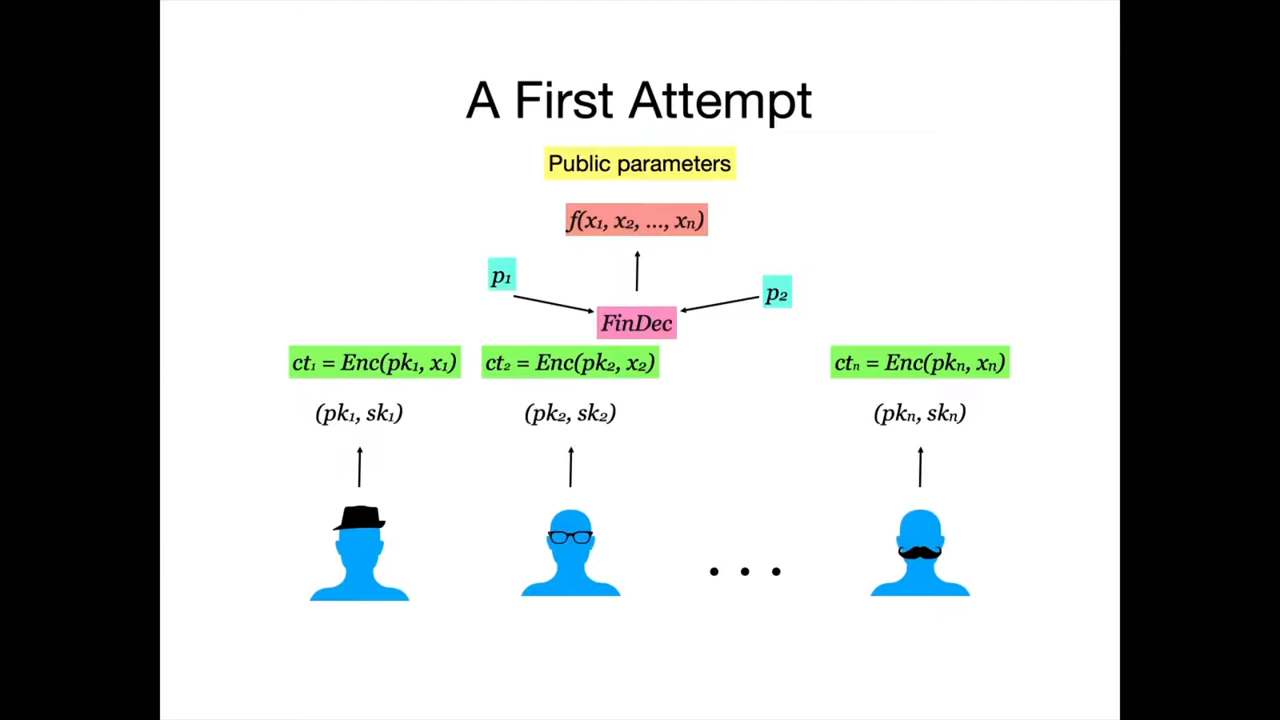 A First Attempt
Public parameters
f(x₁, x₂, ..., xₙ)
p₁
p₂
FinDec
ct₁ = Enc(pk₁, x₁) ct₂ = Enc(pk₂, x₂) ctₙ = Enc(pkₙ, xₙ)
(pk₁, sk₁) (pk₂, sk₂) (pkₙ, skₙ)